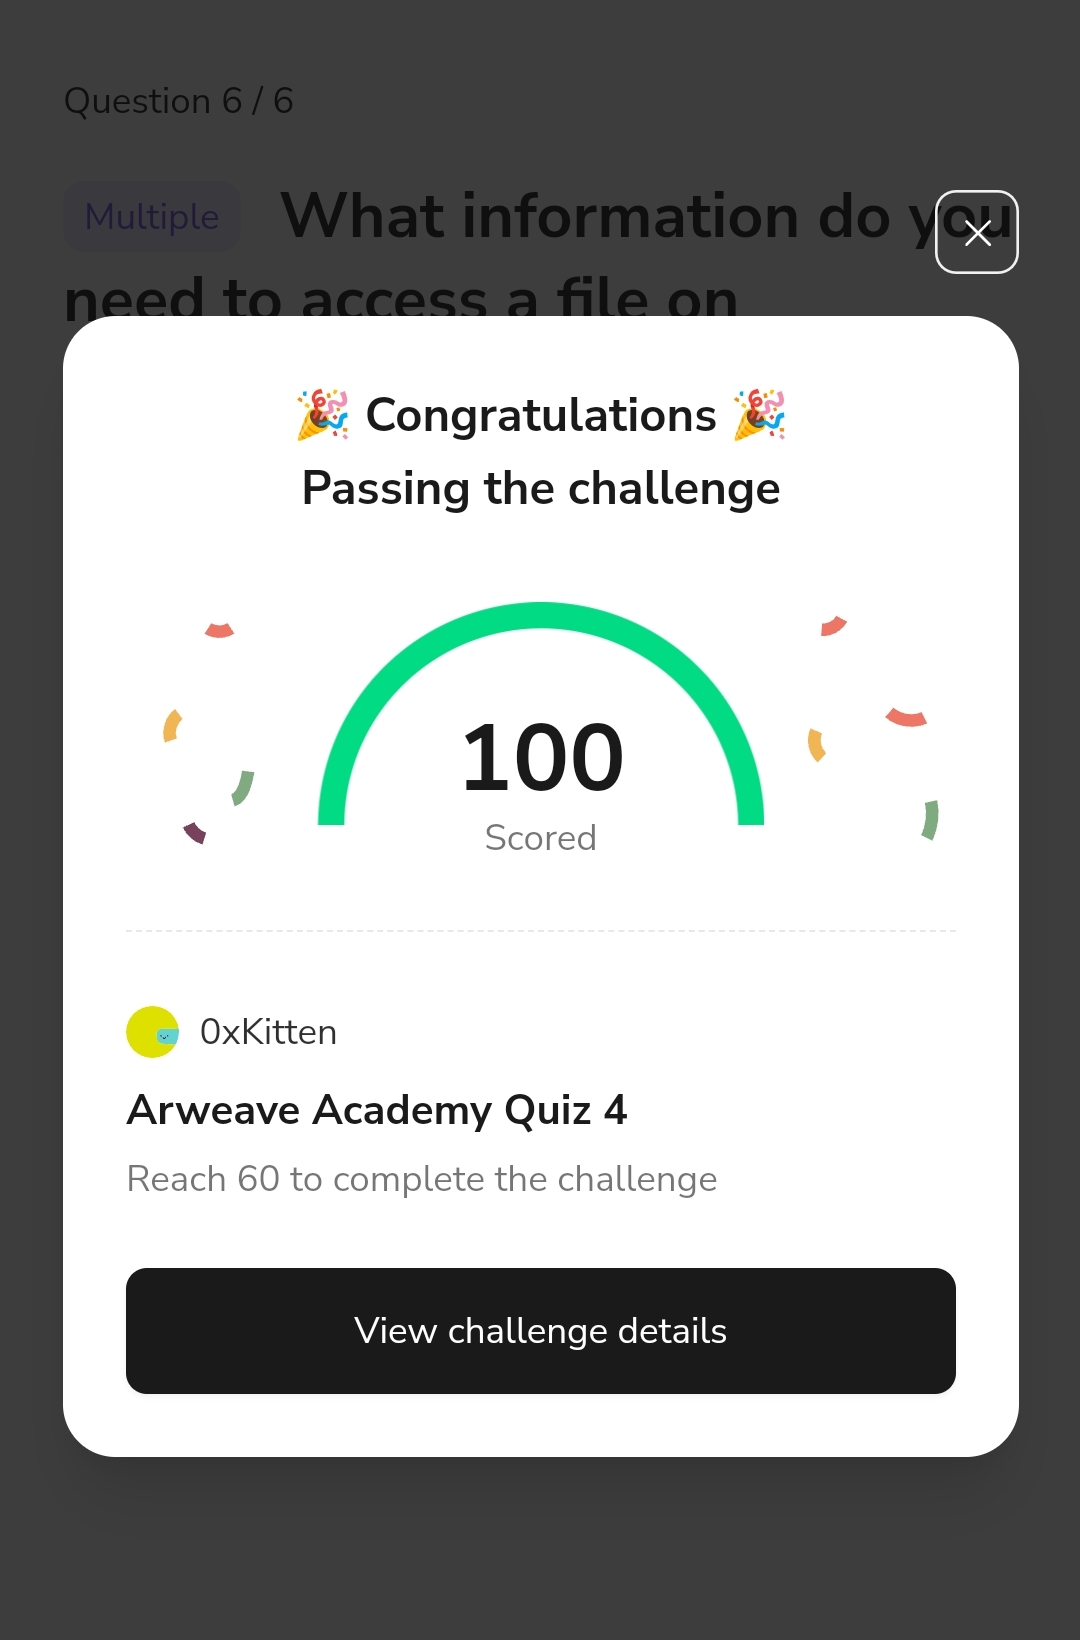 Question 6 / 6
Multiple What information do you
need to access a file on
🎉 Congratulations 🎉
Passing the challenge
100
Scored
0xKitten
Arweave Academy Quiz 4
Reach 60 to complete the challenge
View challenge details